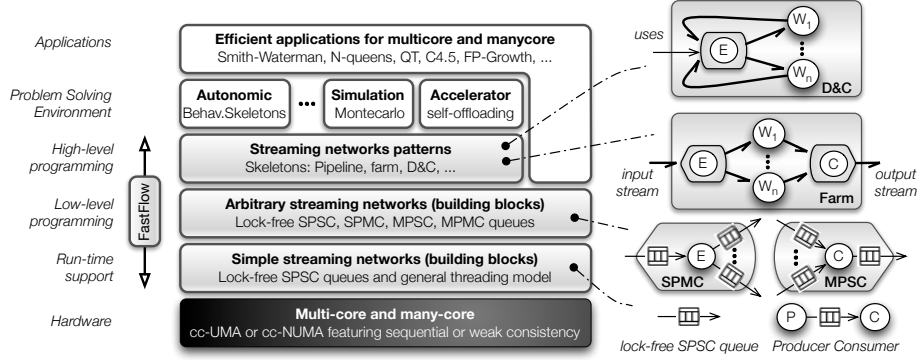 Applications
Efficient applications for multicore and manycore
Smith-Waterman, N-queens, QT, C4.5, FP-Growth, ...
Problem Solving
Environment
Autonomic
Behav.Skeletons
Simulation
Montecarlo
Accelerator
self-offloading
High-level
programming
Streaming networks patterns
Skeletons: Pipeline, farm, D&C, ...
FastFlow
Low-level
programming
Arbitrary streaming networks (building blocks)
Lock-free SPSC, SPMC, MPSC, MPMC queues
Run-time
support
Simple streaming networks (building blocks)
Lock-free SPSC queues and general threading model
Hardware
Multi-core and many-core
cc-UMA or cc-NUMA featuring sequential or weak consistency
uses
E
W1
Wn
D&C
input
stream
E
W1
Wn
C
Farm
output
stream
E
SPMC
C
MPSC
lock-free SPSC queue
P
C
Producer Consumer